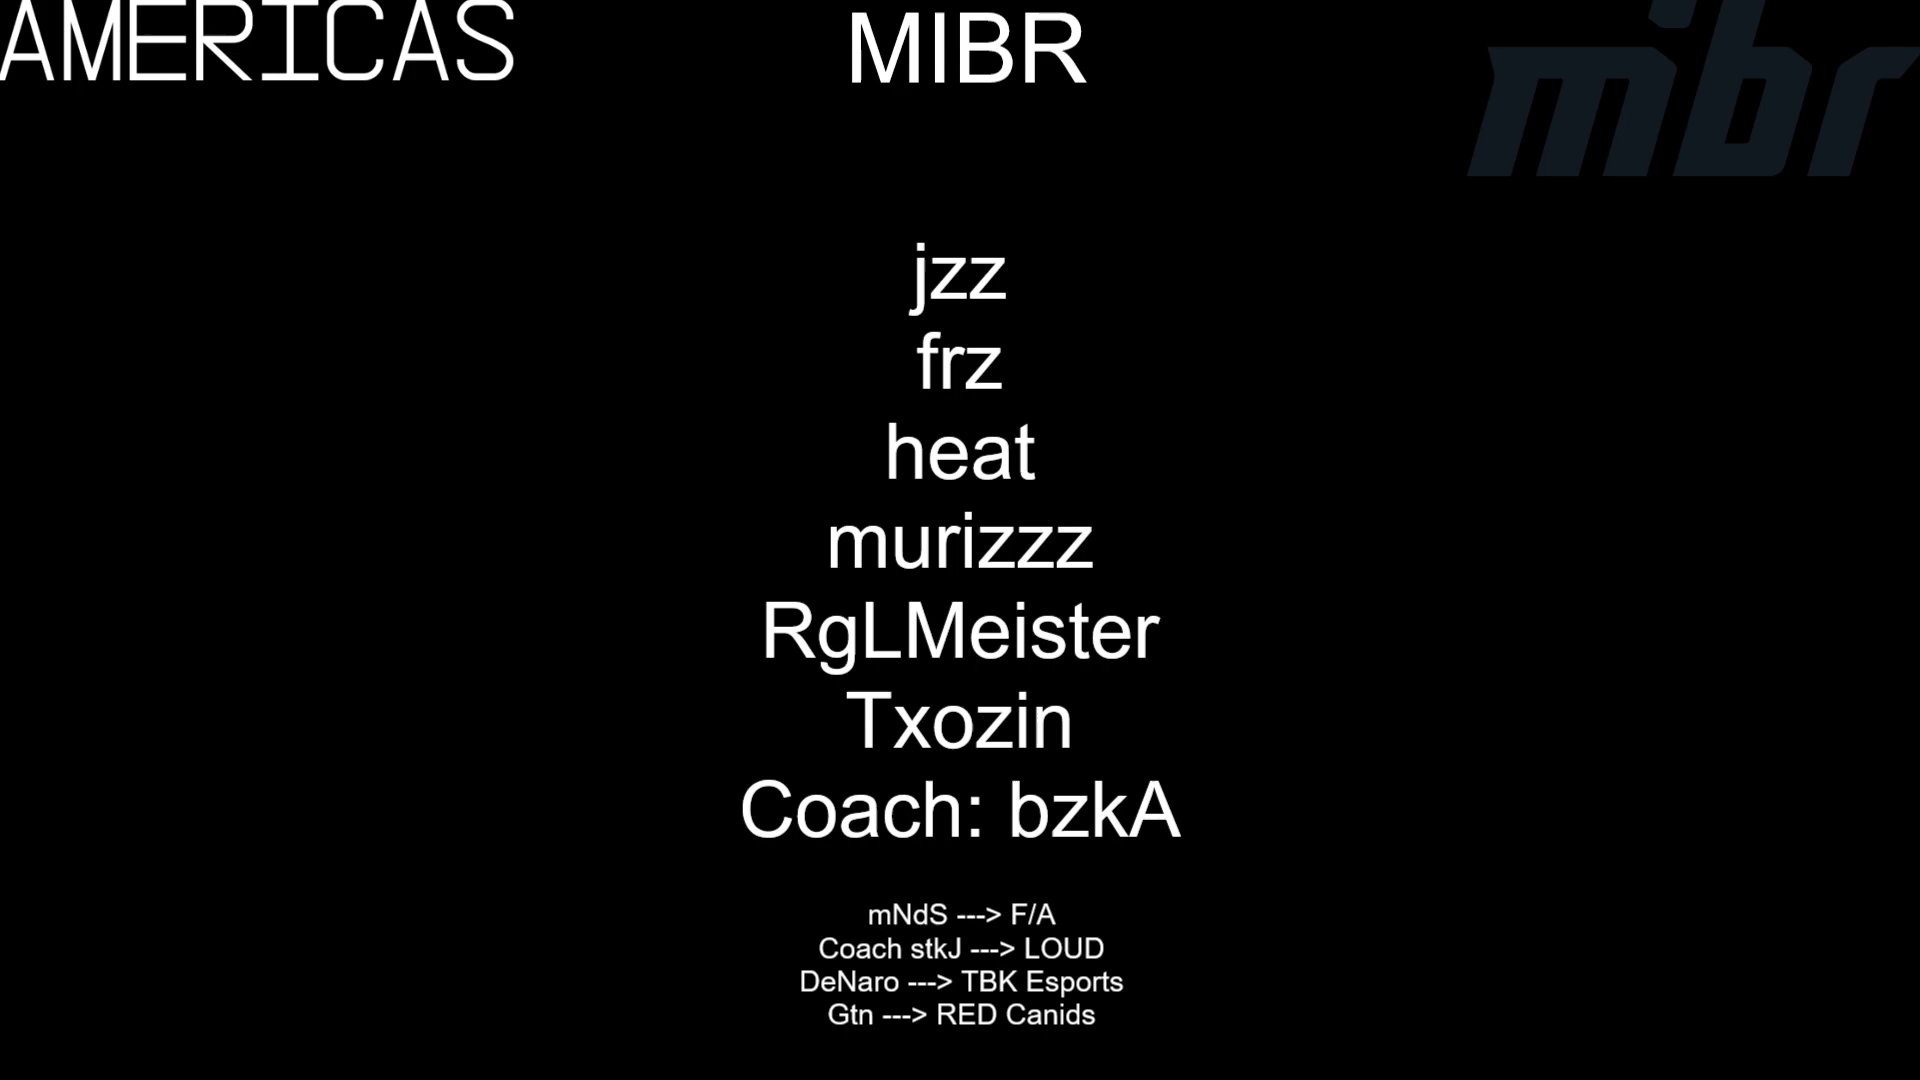 AMERICAS
MIBR
mibr
jzz
frz
heat
murizzz
RgLMeister
Txozin
Coach: bzkA
mNdS ---> F/A
Coach stkJ ---> LOUD
DeNaro ---> TBK Esports
Gtn ---> RED Canids